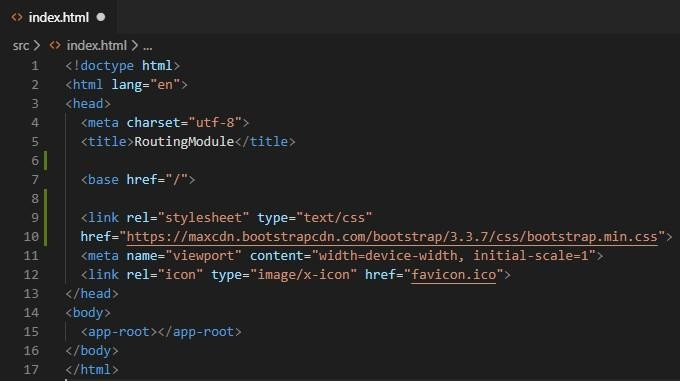 <> index.html
src > <> index.html > ...
1 <!doctype html>
2 <html lang="en">
3 <head>
4 <meta charset="utf-8">
5 <title>RoutingModule</title>
6
7 <base href="/">
8
9 <link rel="stylesheet" type="text/css"
10 href="https://maxcdn.bootstrapcdn.com/bootstrap/3.3.7/css/bootstrap.min.css">
11 <meta name="viewport" content="width=device-width, initial-scale=1">
12 <link rel="icon" type="image/x-icon" href="favicon.ico">
13 </head>
14 <body>
15 <app-root></app-root>
16 </body>
17 </html>